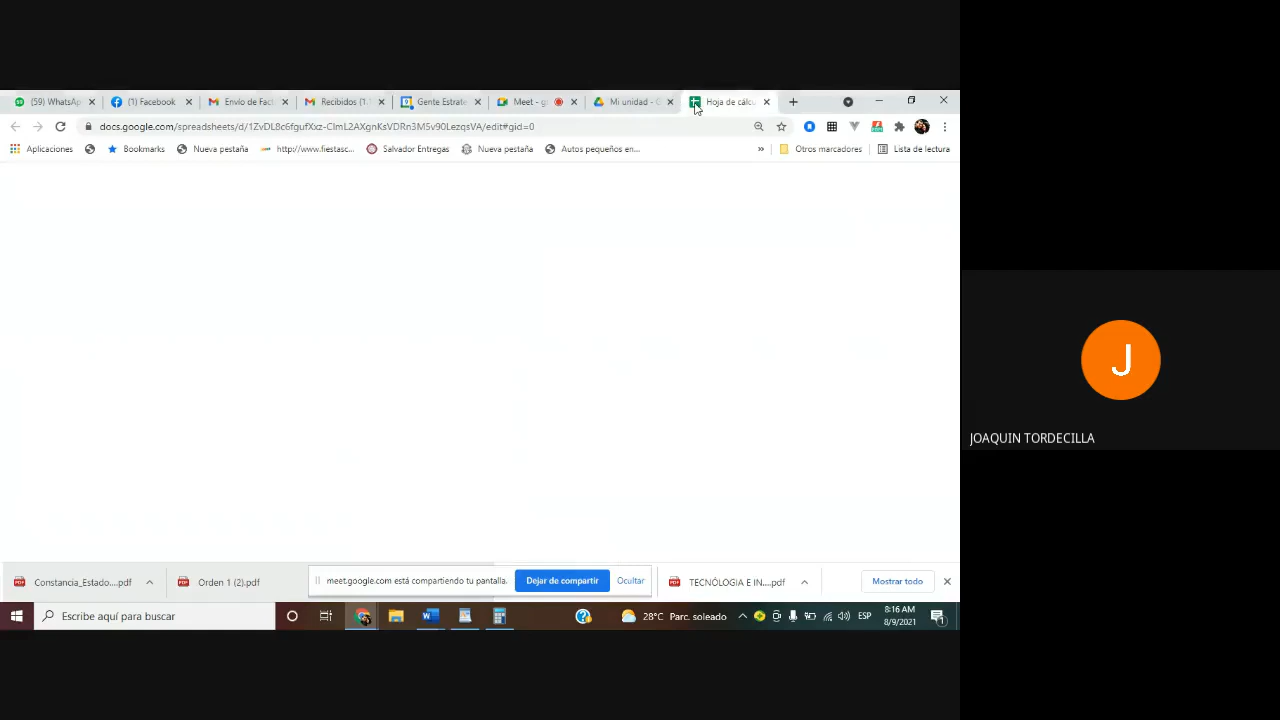 (59) WhatsAp
(1) Facebook
Envío de Fact
Recibidos (1.
Gente Estrate
Meet - g
Mi unidad -
Hoja de cálcu
docs.google.com/spreadsheets/d/1ZvDL8c6fgufXxz-ClmL2AXgnKsVDRn3M5v90LezqsVA/edit#gid=0
Aplicaciones
Bookmarks
Nueva pestaña
http://www.fiestasc...
Salvador Entregas
Nueva pestaña
Autos pequeños en...
»
Otros marcadores
Lista de lectura
J
JOAQUIN TORDECILLA
Constancia_Estado....pdf
Orden 1 (2).pdf
meet.google.com está compartiendo tu pantalla.
Dejar de compartir
Ocultar
TECNÓLOGIA E IN....pdf
Mostrar todo
Escribe aquí para buscar
28°C Parc. soleado
ESP
8:16 AM
8/9/2021